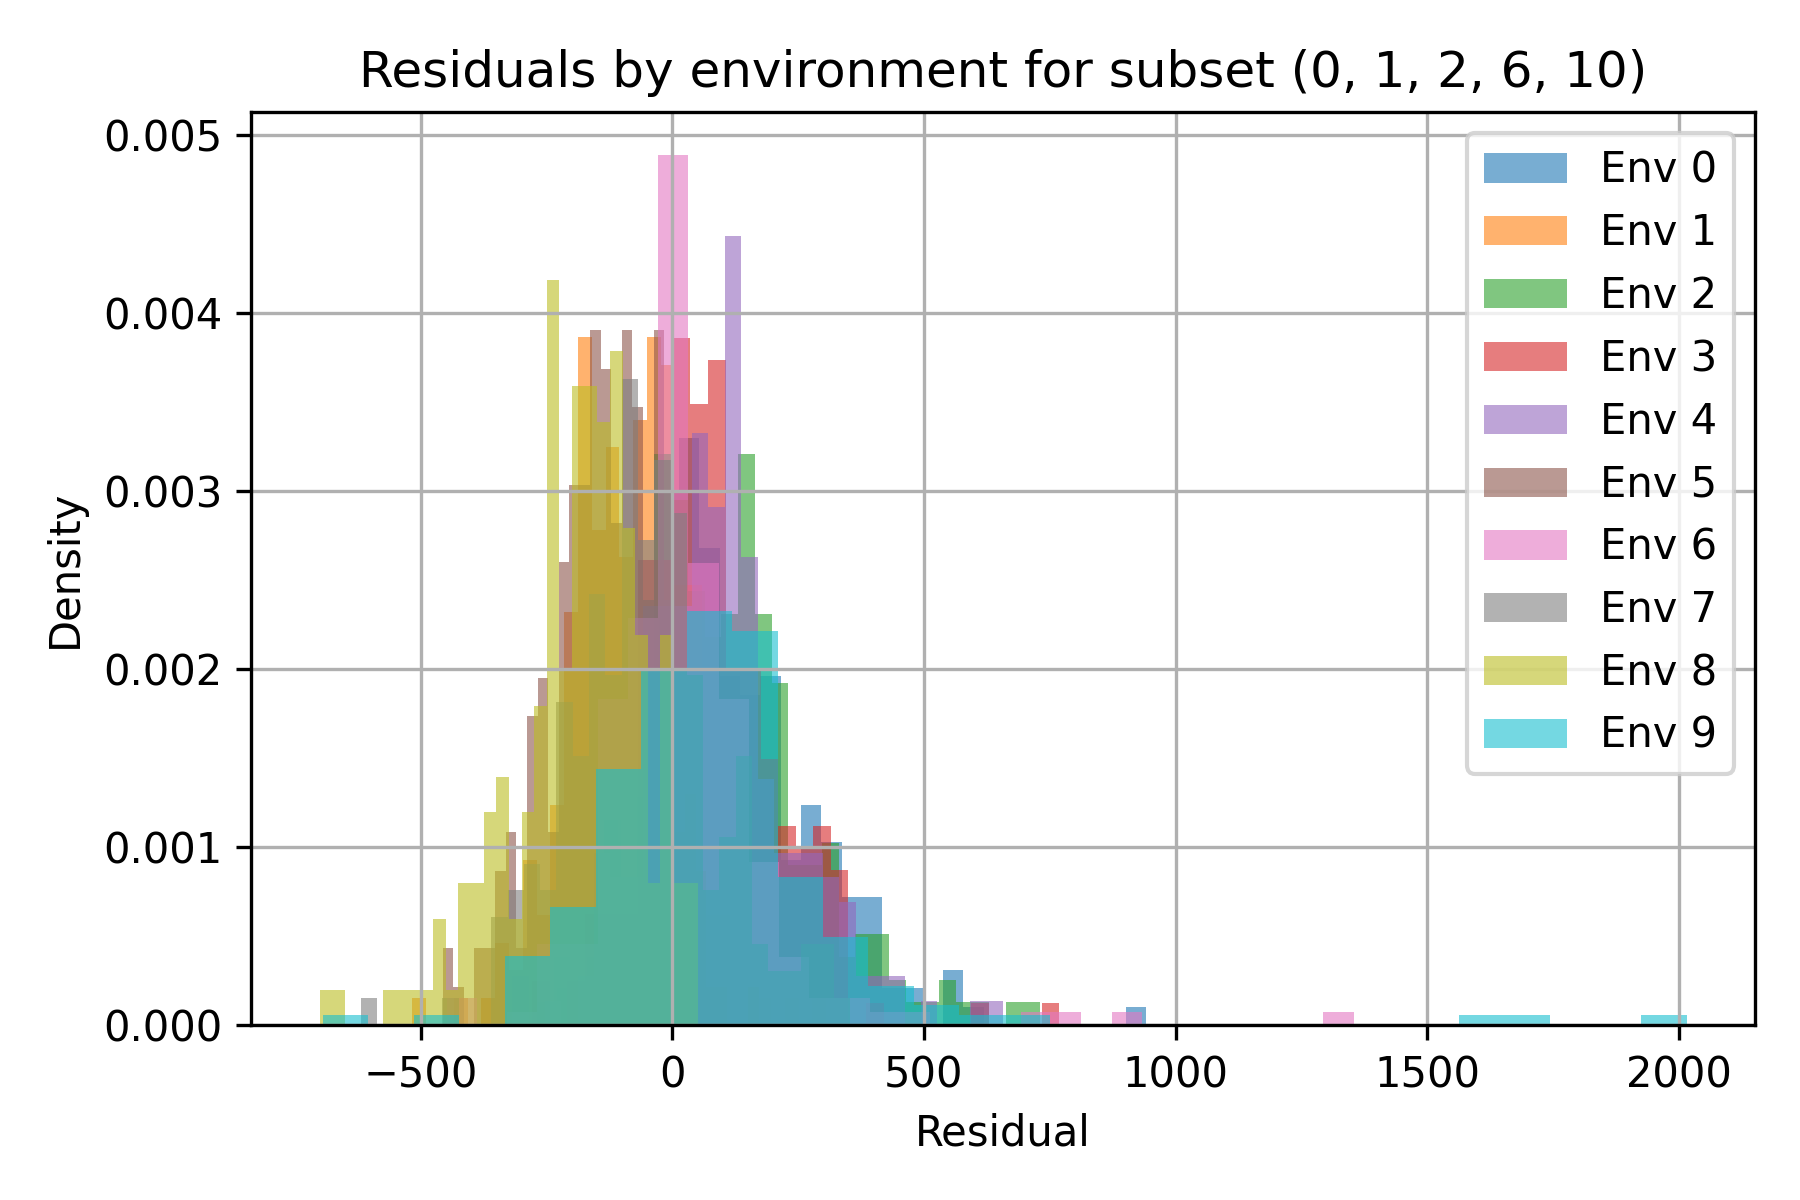 Residuals by environment for subset (0, 1, 2, 6, 10)
0.005
0.004
0.003
0.002
0.001
0.000
Density
−500
0
500
1000
1500
2000
Residual
Env 0
Env 1
Env 2
Env 3
Env 4
Env 5
Env 6
Env 7
Env 8
Env 9